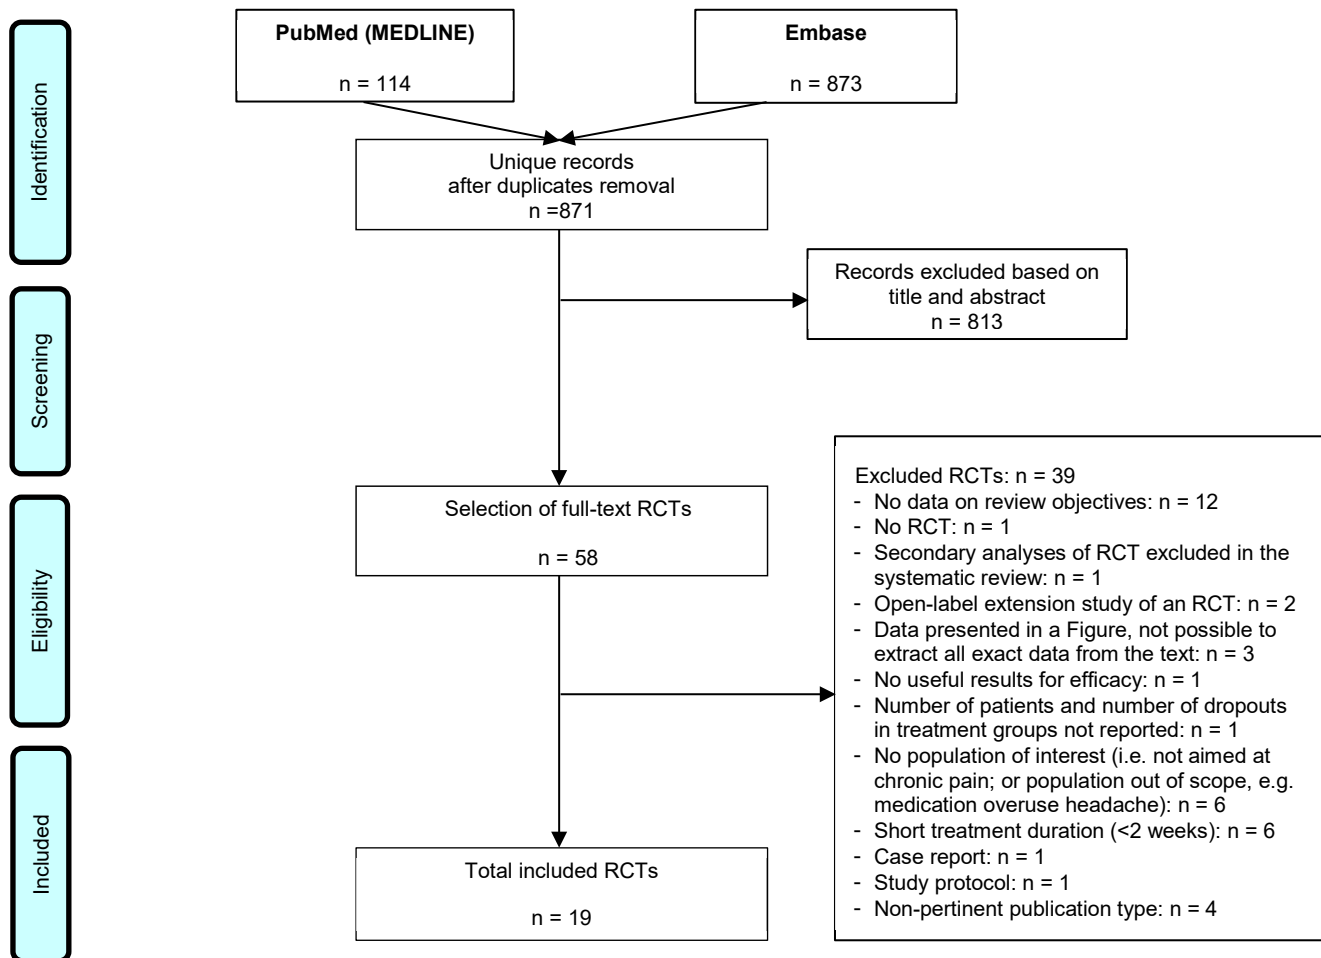 Identification
PubMed (MEDLINE)
n = 114
Embase
n = 873
Unique records
after duplicates removal
n =871
Screening
Records excluded based on
title and abstract
n = 813
Eligibility
Selection of full-text RCTs
n = 58
Excluded RCTs: n = 39
- No data on review objectives: n = 12
- No RCT: n = 1
- Secondary analyses of RCT excluded in the
systematic review: n = 1
- Open-label extension study of an RCT: n = 2
- Data presented in a Figure, not possible to
extract all exact data from the text: n = 3
- No useful results for efficacy: n = 1
- Number of patients and number of dropouts
in treatment groups not reported: n = 1
- No population of interest (i.e. not aimed at
chronic pain; or population out of scope, e.g.
medication overuse headache): n = 6
- Short treatment duration (<2 weeks): n = 6
- Case report: n = 1
- Study protocol: n = 1
- Non-pertinent publication type: n = 4
Included
Total included RCTs
n = 19